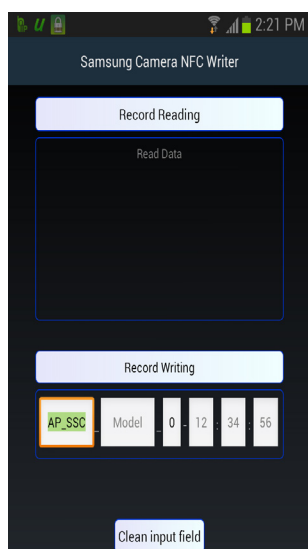 2:21 PM
Samsung Camera NFC Writer
Record Reading
Read Data
Record Writing
AP_SSC _ Model _ 0 - 12 : 34 : 56
Clean input field